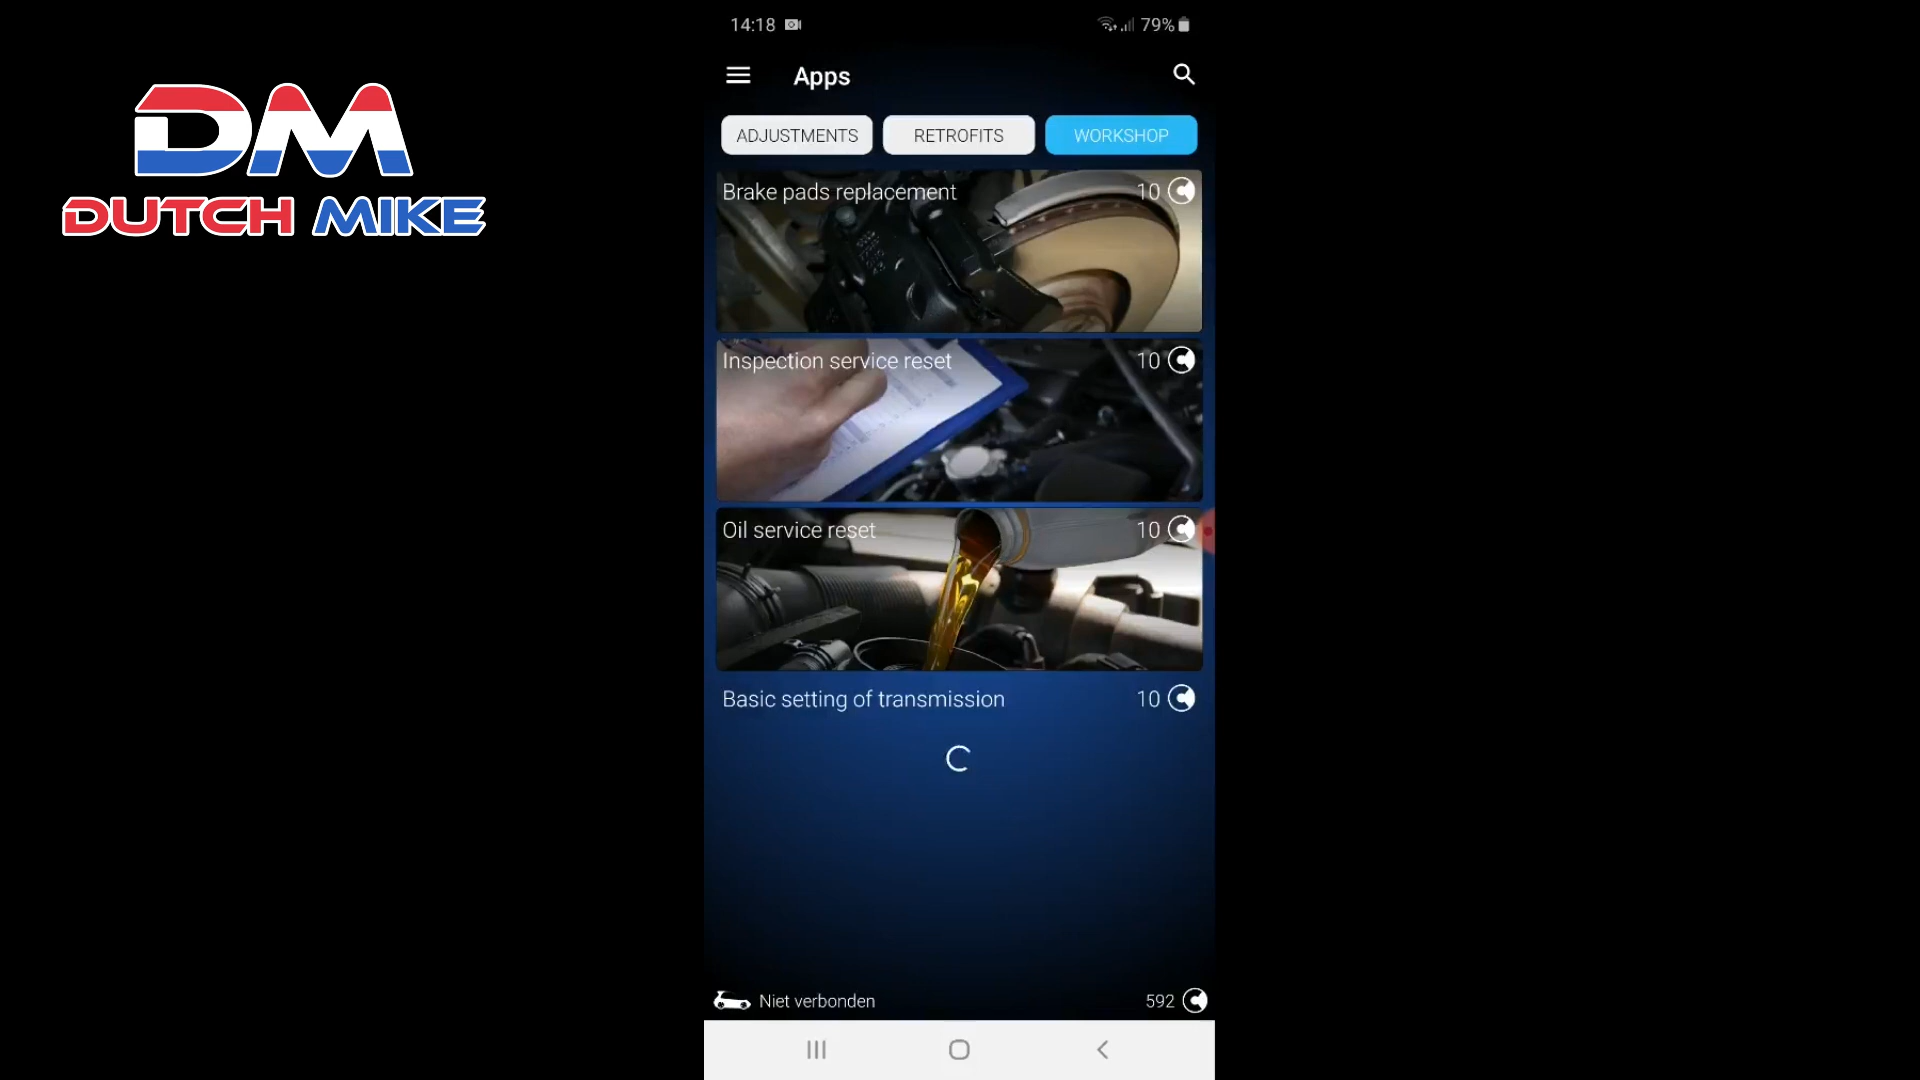 DM
DUTCH MIKE
14:18
79%
Apps
ADJUSTMENTS
RETROFITS
WORKSHOP
Brake pads replacement
10
Inspection service reset
10
Oil service reset
10
Basic setting of transmission
10
Niet verbonden
592